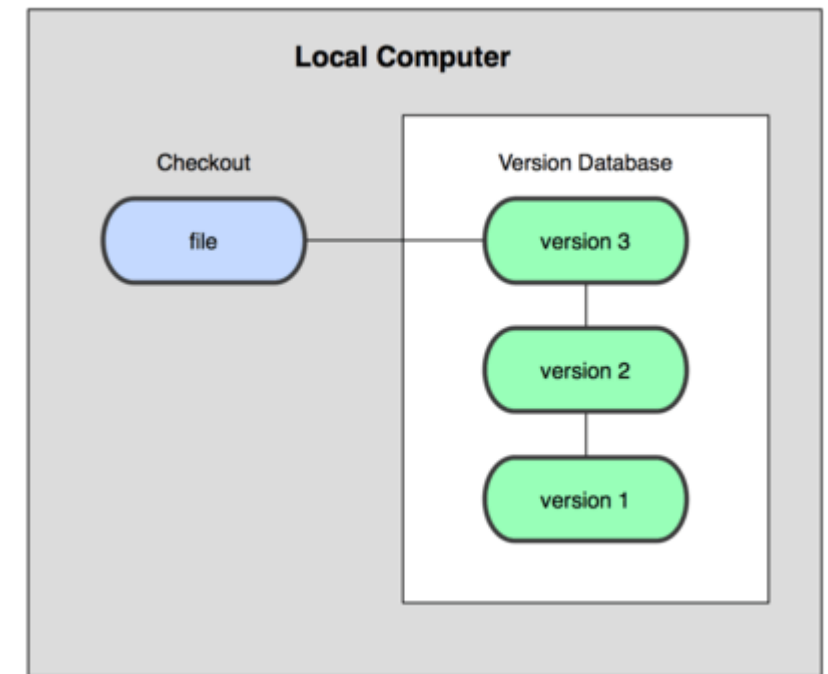 Local Computer
Checkout
Version Database
file
version 3
version 2
version 1